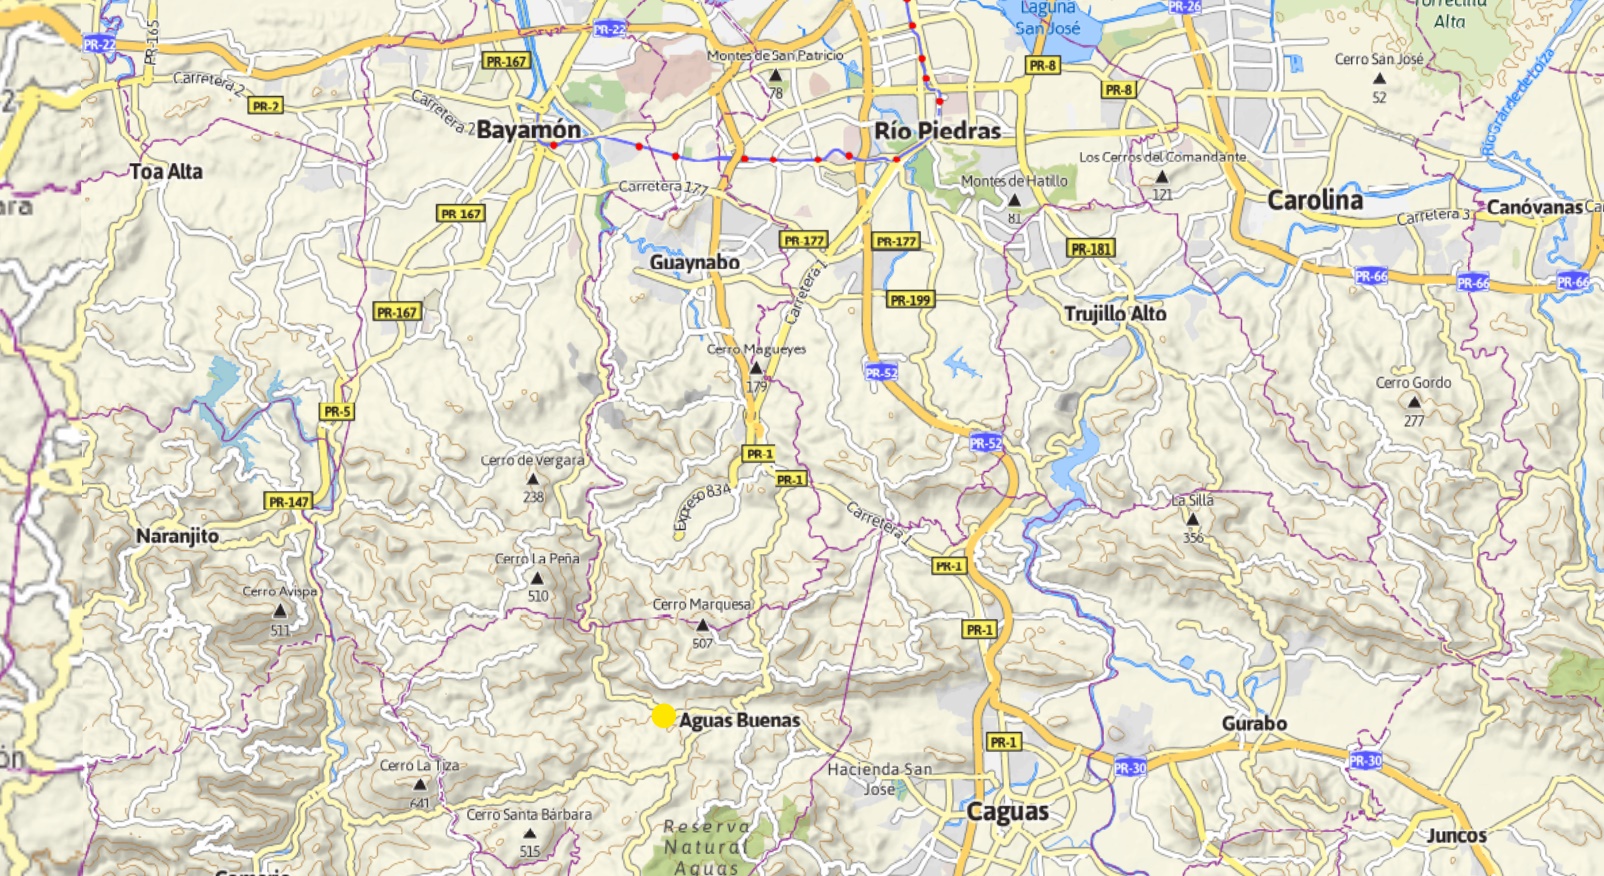 Laguna
San José
PR-26
Torrecilla
Alta
PR-22
PR-165
PR-22
PR-167
Montes de San Patricio
78
PR-8
PR-8
Cerro San José
52
Río Grande de Loíza
Carretera 2
PR-2
Carretera 2
Bayamón
Río Piedras
Los Cerros del Comandante
121
Toa Alta
Carretera 177
Montes de Hatillo
81
Carolina
Carretera 3
Canóvanas
PR 167
PR-177
PR-177
PR-181
Guaynabo
Carretera 1
PR-66
PR-66
PR-66
PR-167
PR-199
Trujillo Alto
Cerro Magueyes
179
PR-52
Cerro Gordo
277
PR-5
PR-52
Cerro de Vergara
238
PR-1
PR-1
Expreso 834
PR-147
La Silla
356
Carretera 1
Naranjito
Cerro La Peña
510
PR-1
Cerro Avispa
511
Cerro Marquesa
507
PR-1
Aguas Buenas
Gurabo
PR-1
PR-30
PR-30
Cerro La Tiza
641
Hacienda San
José
Cerro Santa Bárbara
515
Caguas
Reserva
Natural
Aguas
Juncos